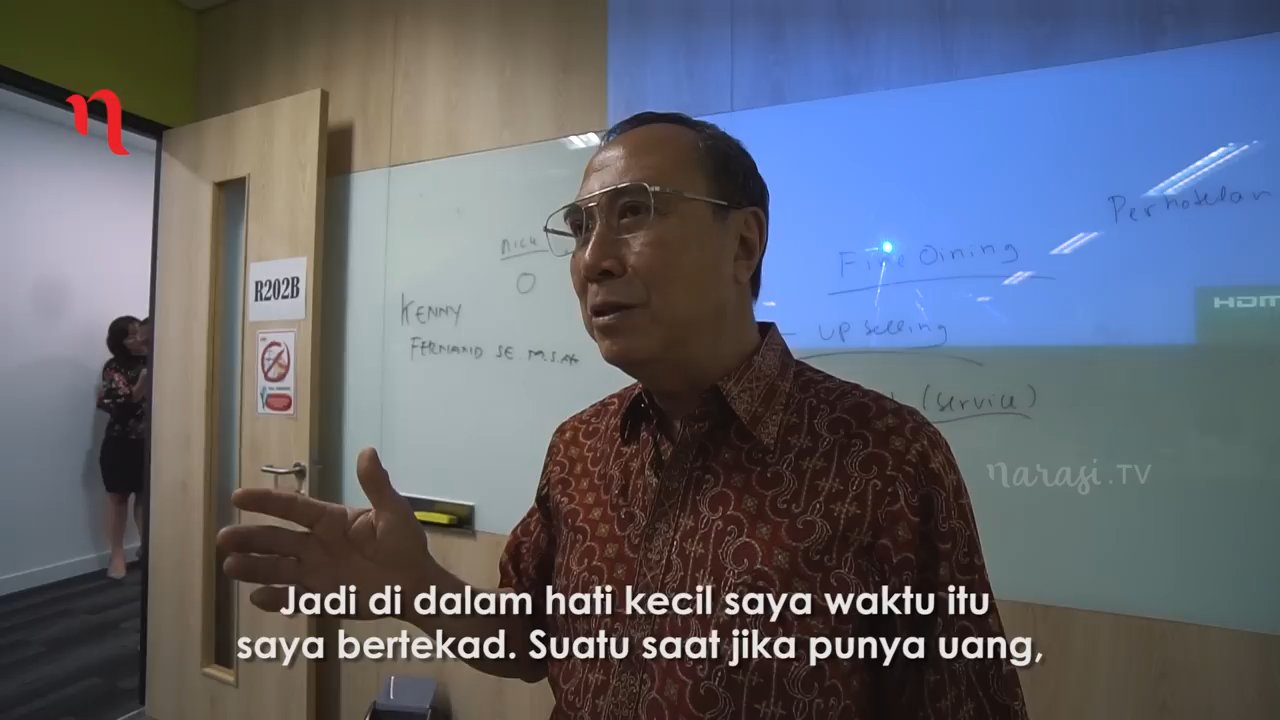 η
R202B
nick
O
KENNY
FERNAND SE. M.S.AK
Perhotelan
Fine Dining
- up selling
(service)
HDMI
narasi.TV
Jadi di dalam hati kecil saya waktu itu
saya bertekad. Suatu saat jika punya uang,